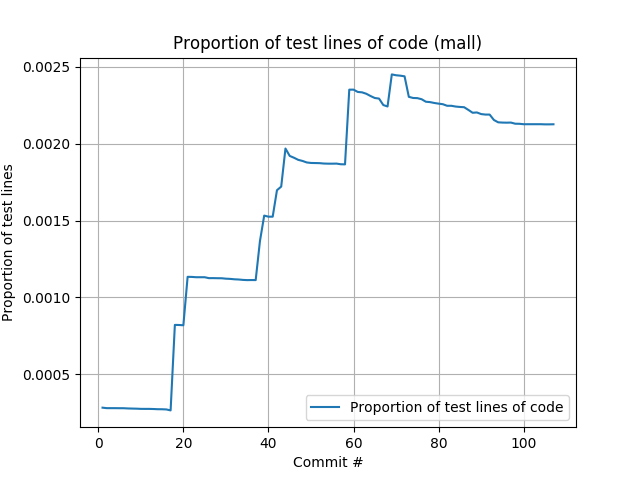 Proportion of test lines of code (mall)
Proportion of test lines
0.0025
0.0020
0.0015
0.0010
0.0005
0 20 40 60 80 100
Commit #
Proportion of test lines of code